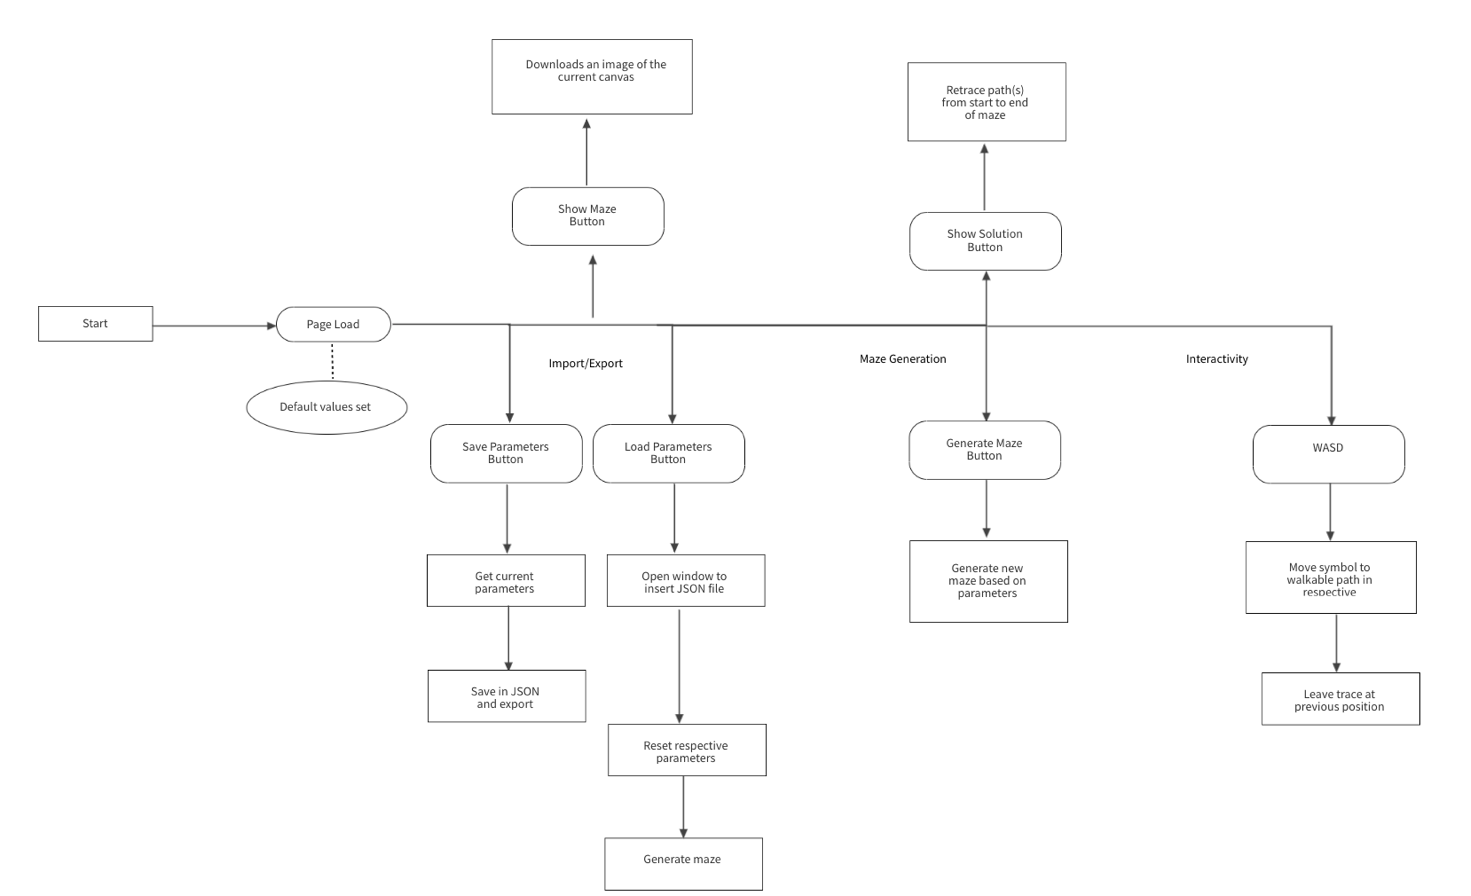 Downloads an image of the
current canvas
Retrace path(s)
from start to end
of maze
Show Maze
Button
Show Solution
Button
Start
Page Load
Import/Export
Maze Generation
Interactivity
Default values set
Save Parameters
Button
Load Parameters
Button
Generate Maze
Button
WASD
Get current
parameters
Open window to
insert JSON file
Generate new
maze based on
parameters
Move symbol to
walkable path in
respective
Save in JSON
and export
Leave trace at
previous position
Reset respective
parameters
Generate maze